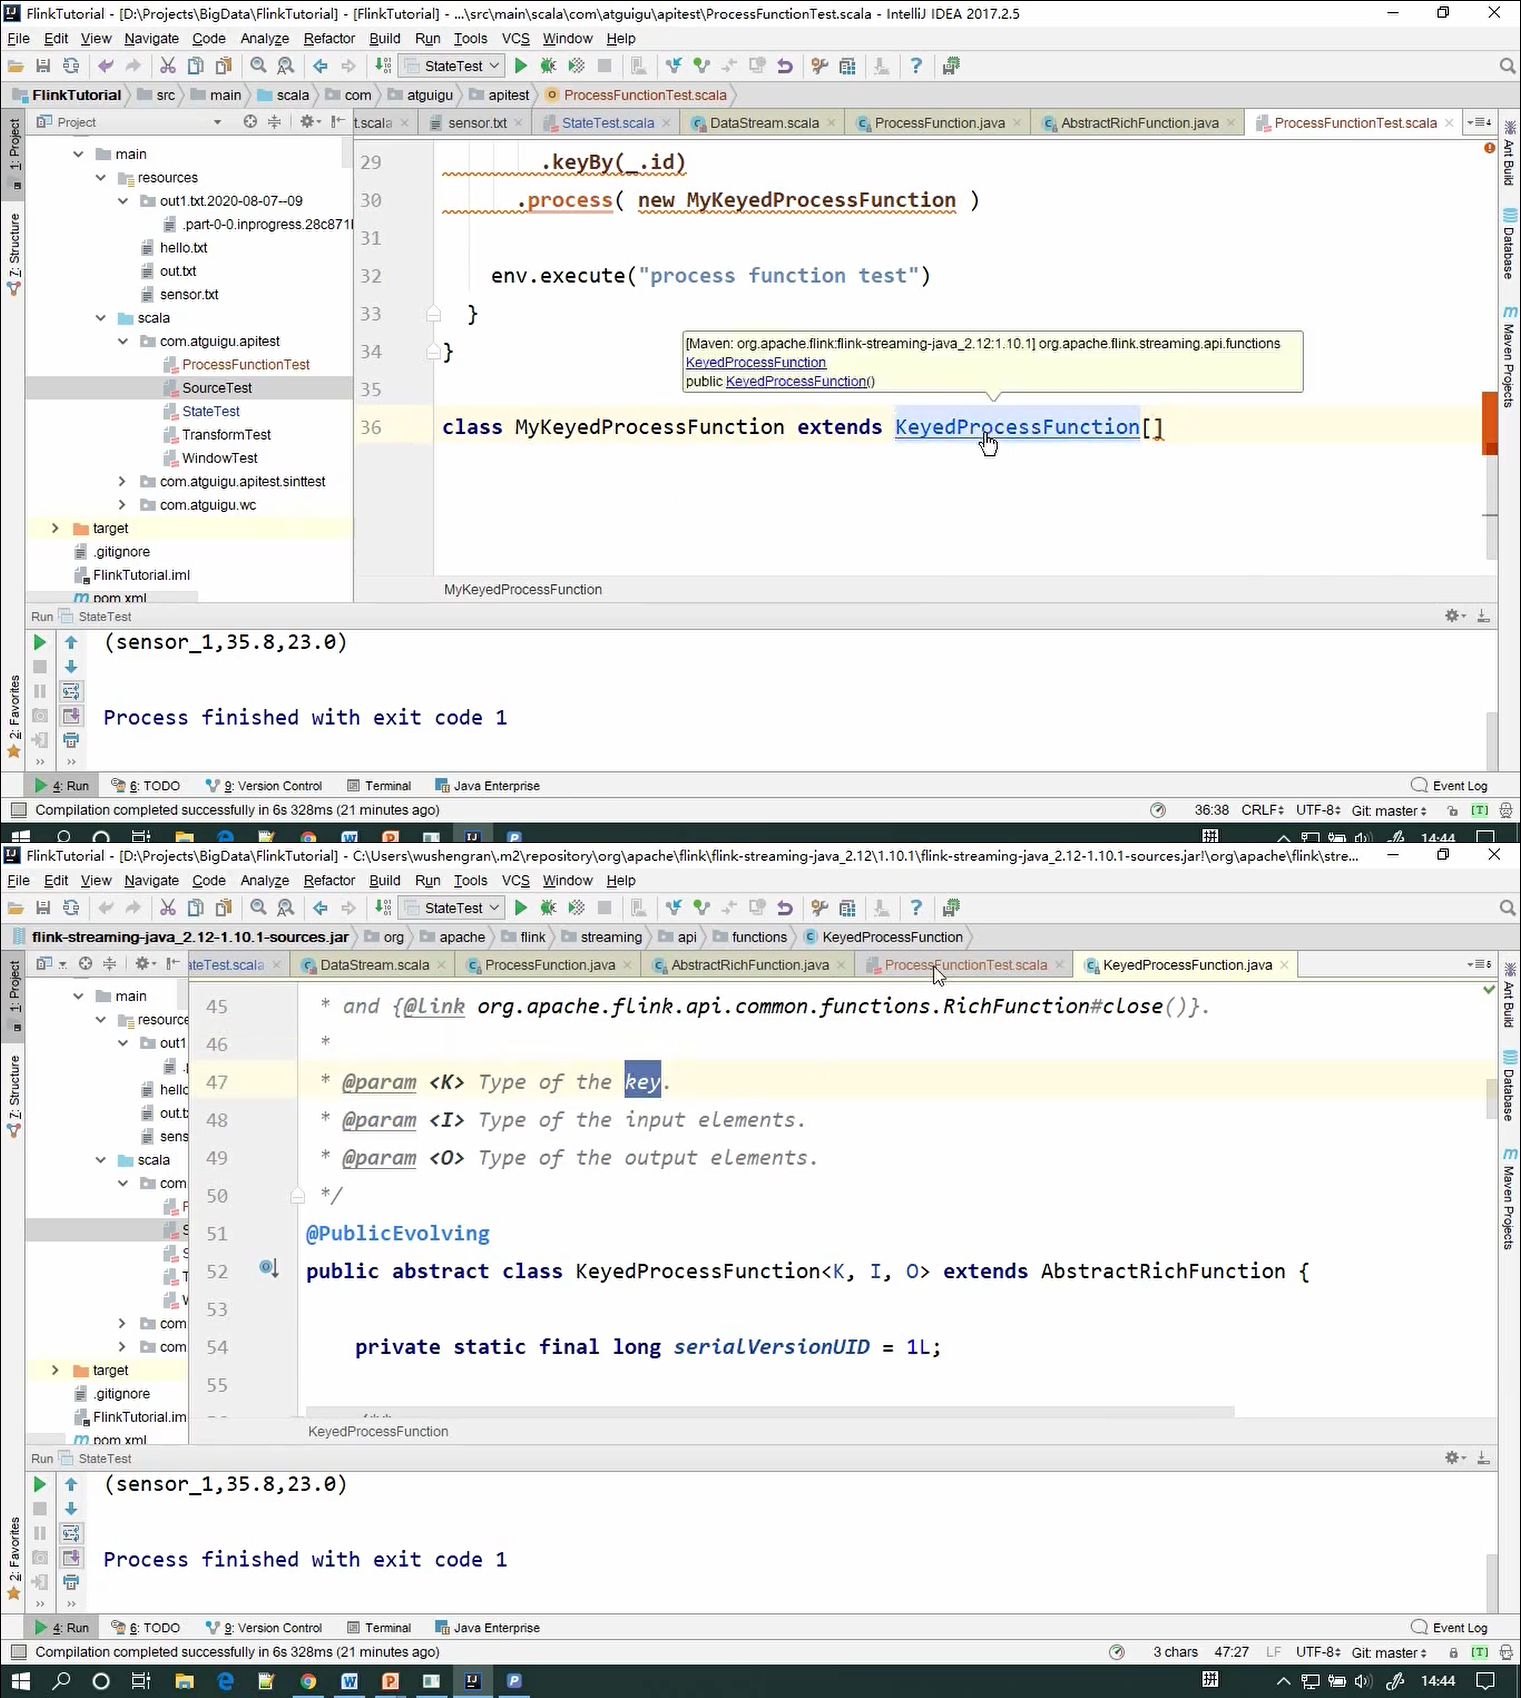 FlinkTutorial - [D:\Projects\BigData\FlinkTutorial] - [FlinkTutorial] - ...\src\main\scala\com\atguigu\apitest\ProcessFunctionTest.scala - IntelliJ IDEA 2017.2.5
File Edit View Navigate Code Analyze Refactor Build Run Tools VCS Window Help
StateTest
FlinkTutorial src main scala com atguigu apitest ProcessFunctionTest.scala
Project t.scala sensor.txt StateTest.scala DataStream.scala ProcessFunction.java AbstractRichFunction.java ProcessFunctionTest.scala
1: Project
7: Structure
2: Favorites
main
resources
out1.txt.2020-08-07--09
.part-0-0.inprogress.28c871
hello.txt
out.txt
sensor.txt
scala
com.atguigu.apitest
ProcessFunctionTest
SourceTest
StateTest
TransformTest
WindowTest
com.atguigu.apitest.sinttest
com.atguigu.wc
target
.gitignore
FlinkTutorial.iml
pom.xml
29 .keyBy(_.id)
30 .process( new MyKeyedProcessFunction )
31
32 env.execute("process function test")
33 }
34 }
35
36 class MyKeyedProcessFunction extends KeyedProcessFunction[]
[Maven: org.apache.flink:flink-streaming-java_2.12:1.10.1] org.apache.flink.streaming.api.functions
KeyedProcessFunction
public KeyedProcessFunction()
MyKeyedProcessFunction
Ant Build
Database
Maven Projects
Run StateTest
(sensor_1,35.8,23.0)
Process finished with exit code 1
4: Run 6: TODO 9: Version Control Terminal Java Enterprise Event Log
Compilation completed successfully in 6s 328ms (21 minutes ago) 36:38 CRLF UTF-8 Git: master [T]
拼 14:44
FlinkTutorial - [D:\Projects\BigData\FlinkTutorial] - C:\Users\wushengran\.m2\repository\org\apache\flink\flink-streaming-java_2.12\1.10.1\flink-streaming-java_2.12-1.10.1-sources.jar!\org\apache\flink\stre...
File Edit View Navigate Code Analyze Refactor Build Run Tools VCS Window Help
StateTest
flink-streaming-java_2.12-1.10.1-sources.jar org apache flink streaming api functions KeyedProcessFunction
ateTest.scala DataStream.scala ProcessFunction.java AbstractRichFunction.java ProcessFunctionTest.scala KeyedProcessFunction.java
1: Project
7: Structure
2: Favorites
main
resource
out1
.p
hello
out.t
sens
scala
com
target
.gitignore
FlinkTutorial.im
pom.xml
45 * and {@link org.apache.flink.api.common.functions.RichFunction#close()}.
46 *
47 * @param <K> Type of the key.
48 * @param <I> Type of the input elements.
49 * @param <O> Type of the output elements.
50 */
51 @PublicEvolving
52 public abstract class KeyedProcessFunction<K, I, O> extends AbstractRichFunction {
53
54 private static final long serialVersionUID = 1L;
55
KeyedProcessFunction
Ant Build
Database
Maven Projects
Run StateTest
(sensor_1,35.8,23.0)
Process finished with exit code 1
4: Run 6: TODO 9: Version Control Terminal Java Enterprise Event Log
Compilation completed successfully in 6s 328ms (21 minutes ago) 3 chars 47:27 LF UTF-8 Git: master [T]
拼 14:44